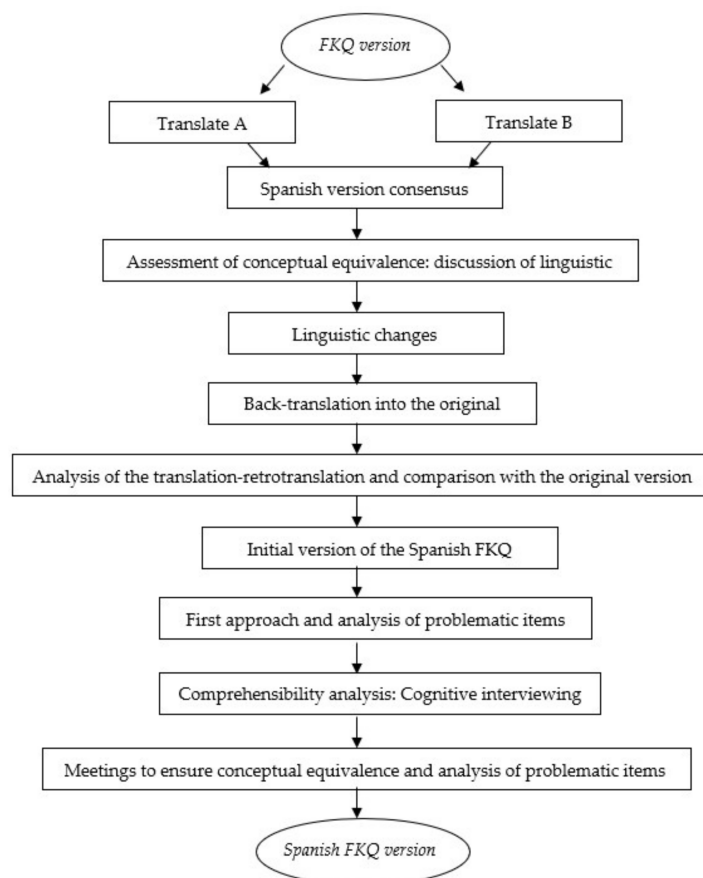 FKQ version
Translate A
Translate B
Spanish version consensus
Assessment of conceptual equivalence: discussion of linguistic
Linguistic changes
Back-translation into the original
Analysis of the translation-retrotranslation and comparison with the original version
Initial version of the Spanish FKQ
First approach and analysis of problematic items
Comprehensibility analysis: Cognitive interviewing
Meetings to ensure conceptual equivalence and analysis of problematic items
Spanish FKQ version